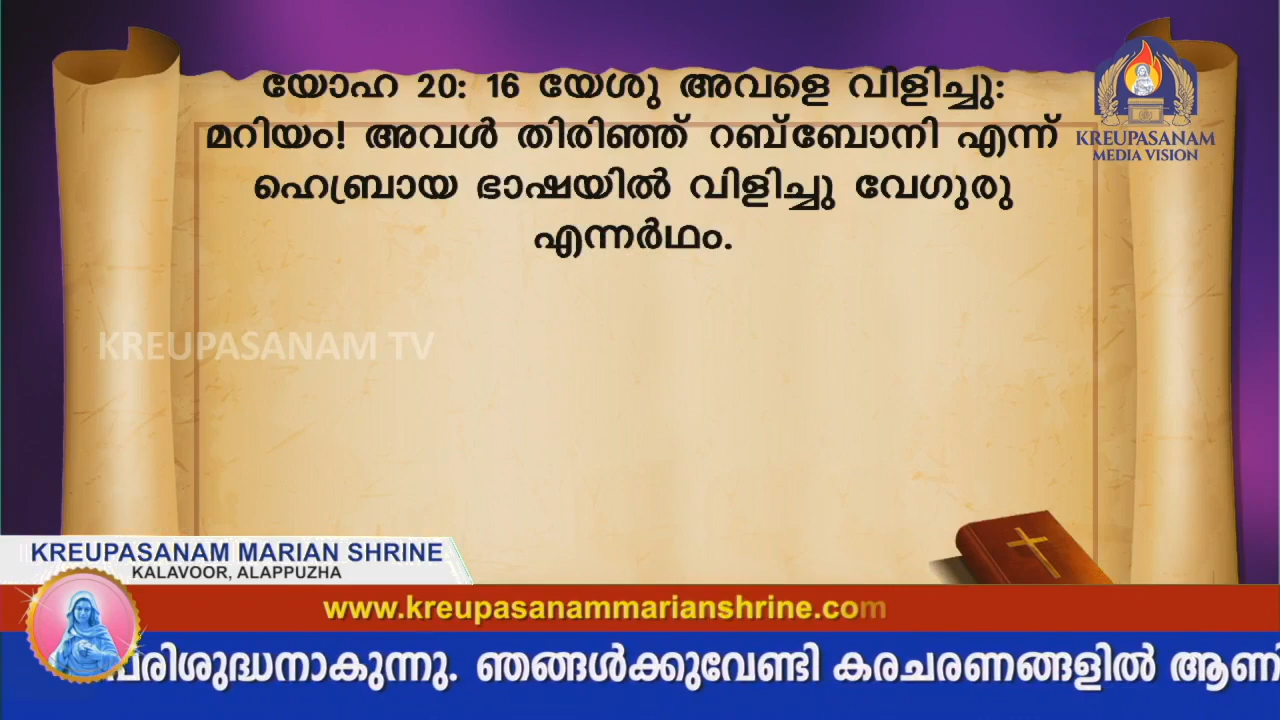 യോഹ 20: 16 യേശു അവളെ വിളിച്ചു:
മറിയം! അവൾ തിരിഞ്ഞ് റബ്ബോനി എന്ന്
ഹെബ്രായ ഭാഷയിൽ വിളിച്ചു വേഗുരു
എന്നർഥം.
KREUPASANAM
MEDIA VISION
KREUPASANAM TV
KREUPASANAM MARIAN SHRINE
KALAVOOR, ALAPPUZHA
www.kreupasanammarianshrine.com
പരിശുദ്ധനാകുന്നു. ഞങ്ങൾക്കുവേണ്ടി കരചരണങ്ങളിൽ ആണി